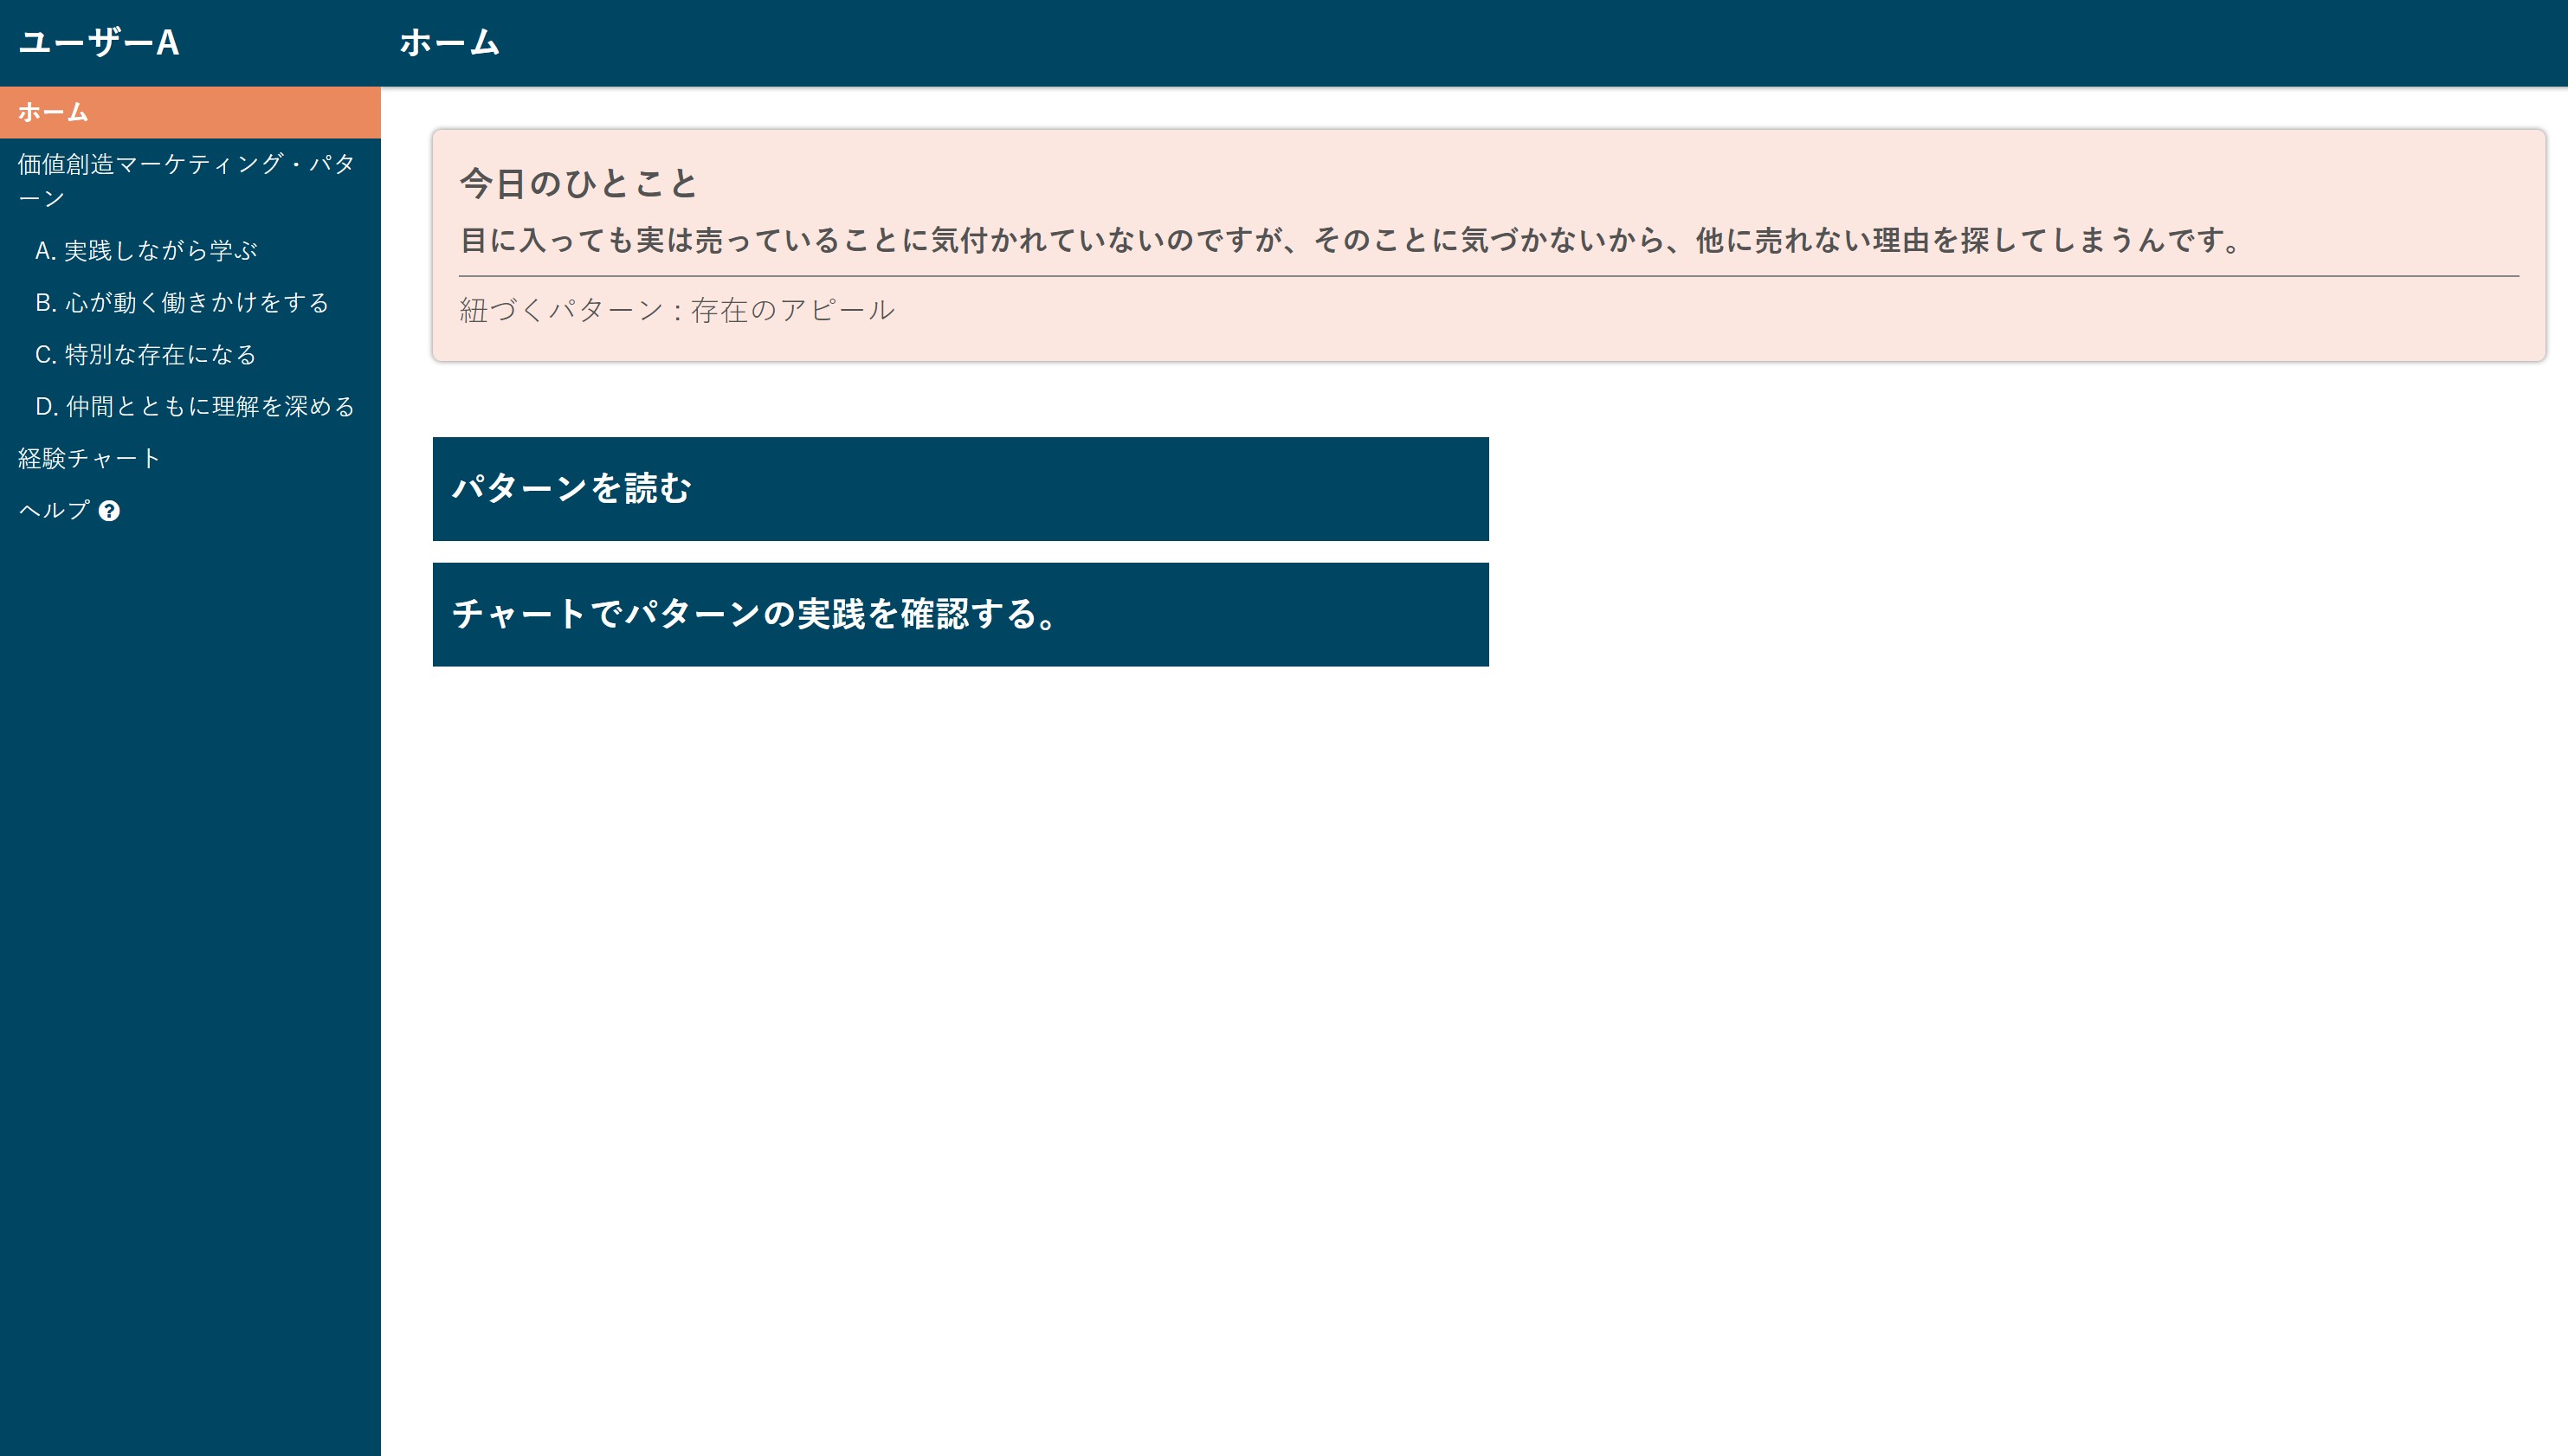 ユーザーA
ホーム
ホーム
価値創造マーケティング・パタ
ーン
A. 実践しながら学ぶ
B. 心が動く働きかけをする
C. 特別な存在になる
D. 仲間とともに理解を深める
経験チャート
ヘルプ ?
今日のひとこと
目に入っても実は売っていることに気付かれていないのですが、そのことに気づかないから、他に売れない理由を探してしまうんです。
紐づくパターン : 存在のアピール
パターンを読む
チャートでパターンの実践を確認する。